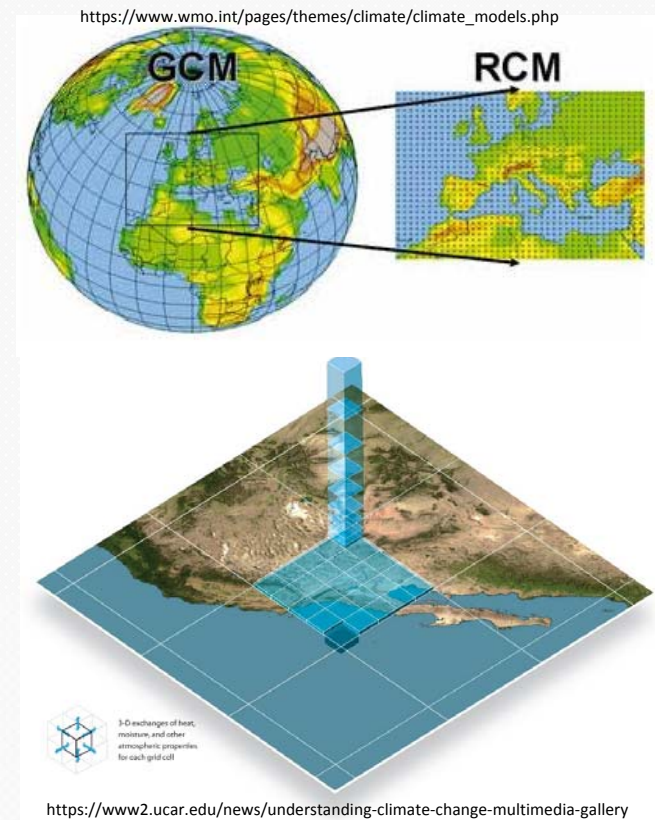 https://www.wmo.int/pages/themes/climate/climate_models.php
GCM
RCM
3-D exchanges of heat,
moisture, and other
atmospheric properties
for each grid cell
https://www2.ucar.edu/news/understanding-climate-change-multimedia-gallery